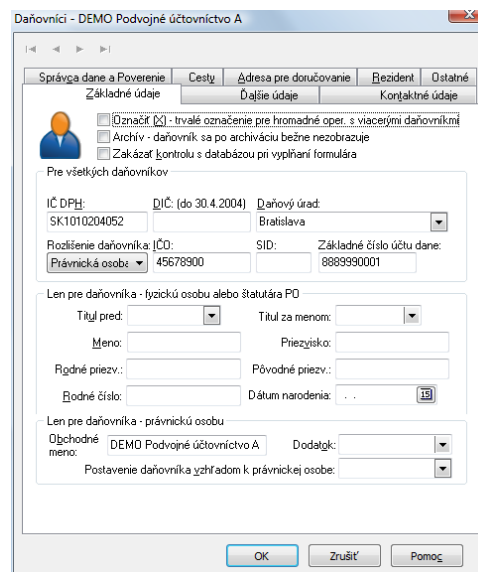 Daňovníci - DEMO Podvojné účtovníctvo A
Správca dane a Poverenie Cesty Adresa pre doručovanie Rezident Ostatné
Základné údaje Ďalšie údaje Kontaktné údaje
Označiť (X) - trvalé označenie pre hromadné oper. s viacerými daňovníkmi
Archív - daňovník sa po archiváciu bežne nezobrazuje
Zakázať kontrolu s databázou pri vypĺňaní formulára
Pre všetkých daňovníkov
IČ DPH: DIČ: (do 30.4.2004) Daňový úrad:
SK1010204052 Bratislava
Rozlíšenie daňovníka: IČO: SID: Základné číslo účtu dane:
Právnická osoba 45678900 8889990001
Len pre daňovníka - fyzickú osobu alebo štatutára PO
Titul pred: Titul za menom:
Meno: Priezvisko:
Rodné priezv.: Pôvodné priezv.:
Rodné číslo: Dátum narodenia: . . 15
Len pre daňovníka - právnickú osobu
Obchodné meno: DEMO Podvojné účtovníctvo A Dodatok:
Postavenie daňovníka vzhľadom k právnickej osobe:
OK Zrušiť Pomoc